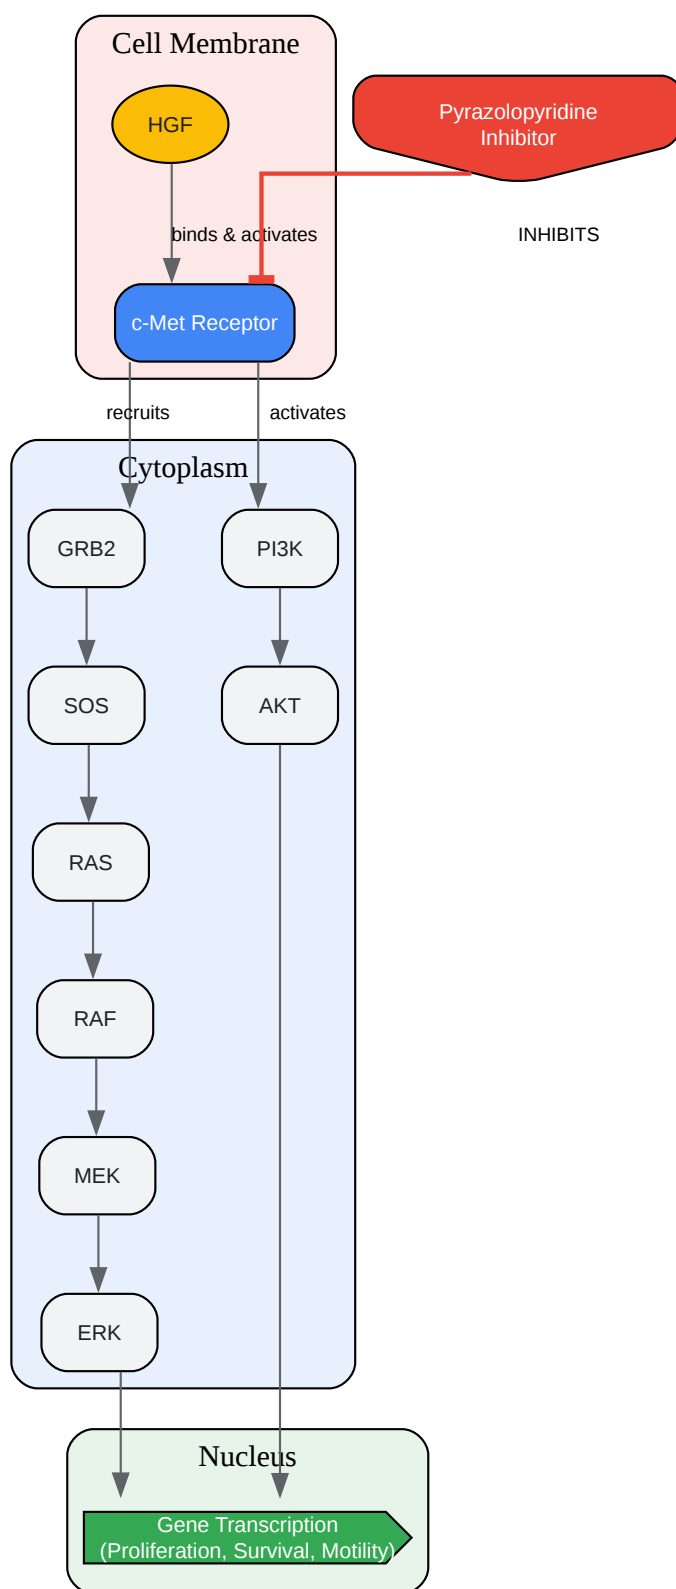 Cell Membrane
HGF
Pyrazolopyridine
Inhibitor
binds & activates
INHIBITS
c-Met Receptor
recruits
activates
Cytoplasm
GRB2
PI3K
SOS
AKT
RAS
RAF
MEK
ERK
Nucleus
Gene Transcription
(Proliferation, Survival, Motility)